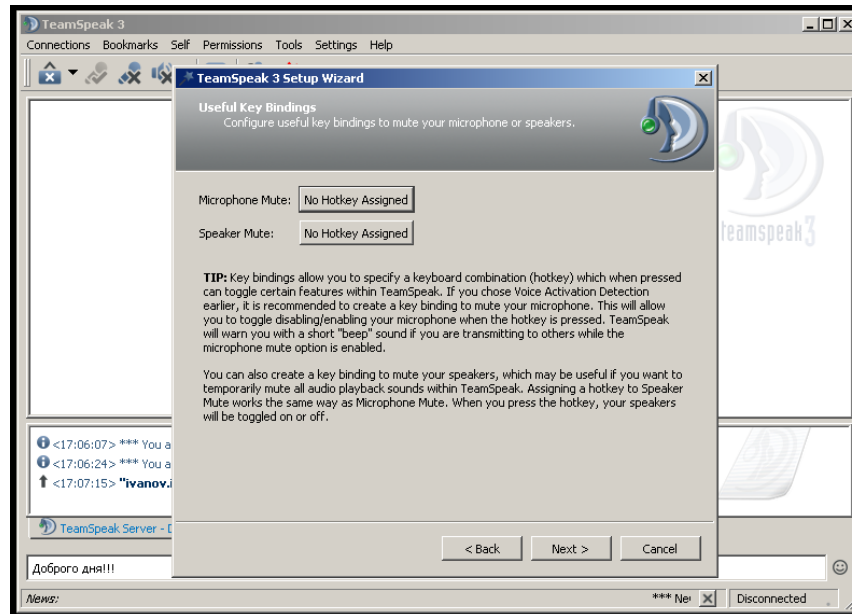 TeamSpeak 3
Connections Bookmarks Self Permissions Tools Settings Help
TeamSpeak 3 Setup Wizard
Useful Key Bindings
Configure useful key bindings to mute your microphone or speakers.
teamspeak 3
Microphone Mute: No Hotkey Assigned
Speaker Mute: No Hotkey Assigned
TIP: Key bindings allow you to specify a keyboard combination (hotkey) which when pressed
can toggle certain features within TeamSpeak. If you chose Voice Activation Detection
earlier, it is recommended to create a key binding to mute your microphone. This will allow
you to toggle disabling/enabling your microphone when the hotkey is pressed. TeamSpeak
will warn you with a short "beep" sound if you are transmitting to others while the
microphone mute option is enabled.
You can also create a key binding to mute your speakers, which may be useful if you want to
temporarily mute all audio playback sounds within TeamSpeak. Assigning a hotkey to Speaker
Mute works the same way as Microphone Mute. When you press the hotkey, your speakers
will be toggled on or off.
<17:06:07> *** You a
<17:06:24> *** You a
<17:07:15> "ivanov.i
TeamSpeak Server - D
< Back Next > Cancel
Доброго дня!!!
News: *** Ne Disconnected